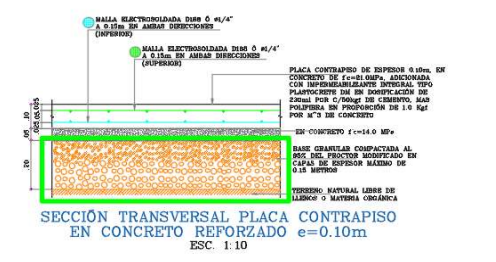 MALLA ELECTROSOLDADA D188 Ó ø1/4"
A 0.15m EN AMBAS DIRECCIONES
(INFERIOR)
MALLA ELECTROSOLDADA D188 Ó ø1/4"
A 0.15m EN AMBAS DIRECCIONES
(SUPERIOR)
PLACA CONTRAPISO DE ESPESOR 0.10m, EN
CONCRETO DE f'c=21.0MPa, ADICIONADA
CON IMPERMEABILIZANTE INTEGRAL TIPO
PLASTOCRETE DM EN DOSIFICACIÓN DE
230ml POR C/50kgf DE CEMENTO, MAS
POLIFIBRA EN PROPORCIÓN DE 1.0 Kgf
POR M^3 DE CONCRETO
EN CONCRETO f'c=14.0 MPa
BASE GRANULAR COMPACTADA AL
95% DEL PROCTOR MODIFICADO EN
CAPAS DE ESPESOR MÁXIMO DE
0.15 METROS
TERRENO NATURAL LIBRE DE
LLENOS O MATERIA ORGÁNICA
.025
.025
.10
.05
.20
SECCIÓN TRANSVERSAL PLACA CONTRAPISO
EN CONCRETO REFORZADO e=0.10m
ESC. 1:10